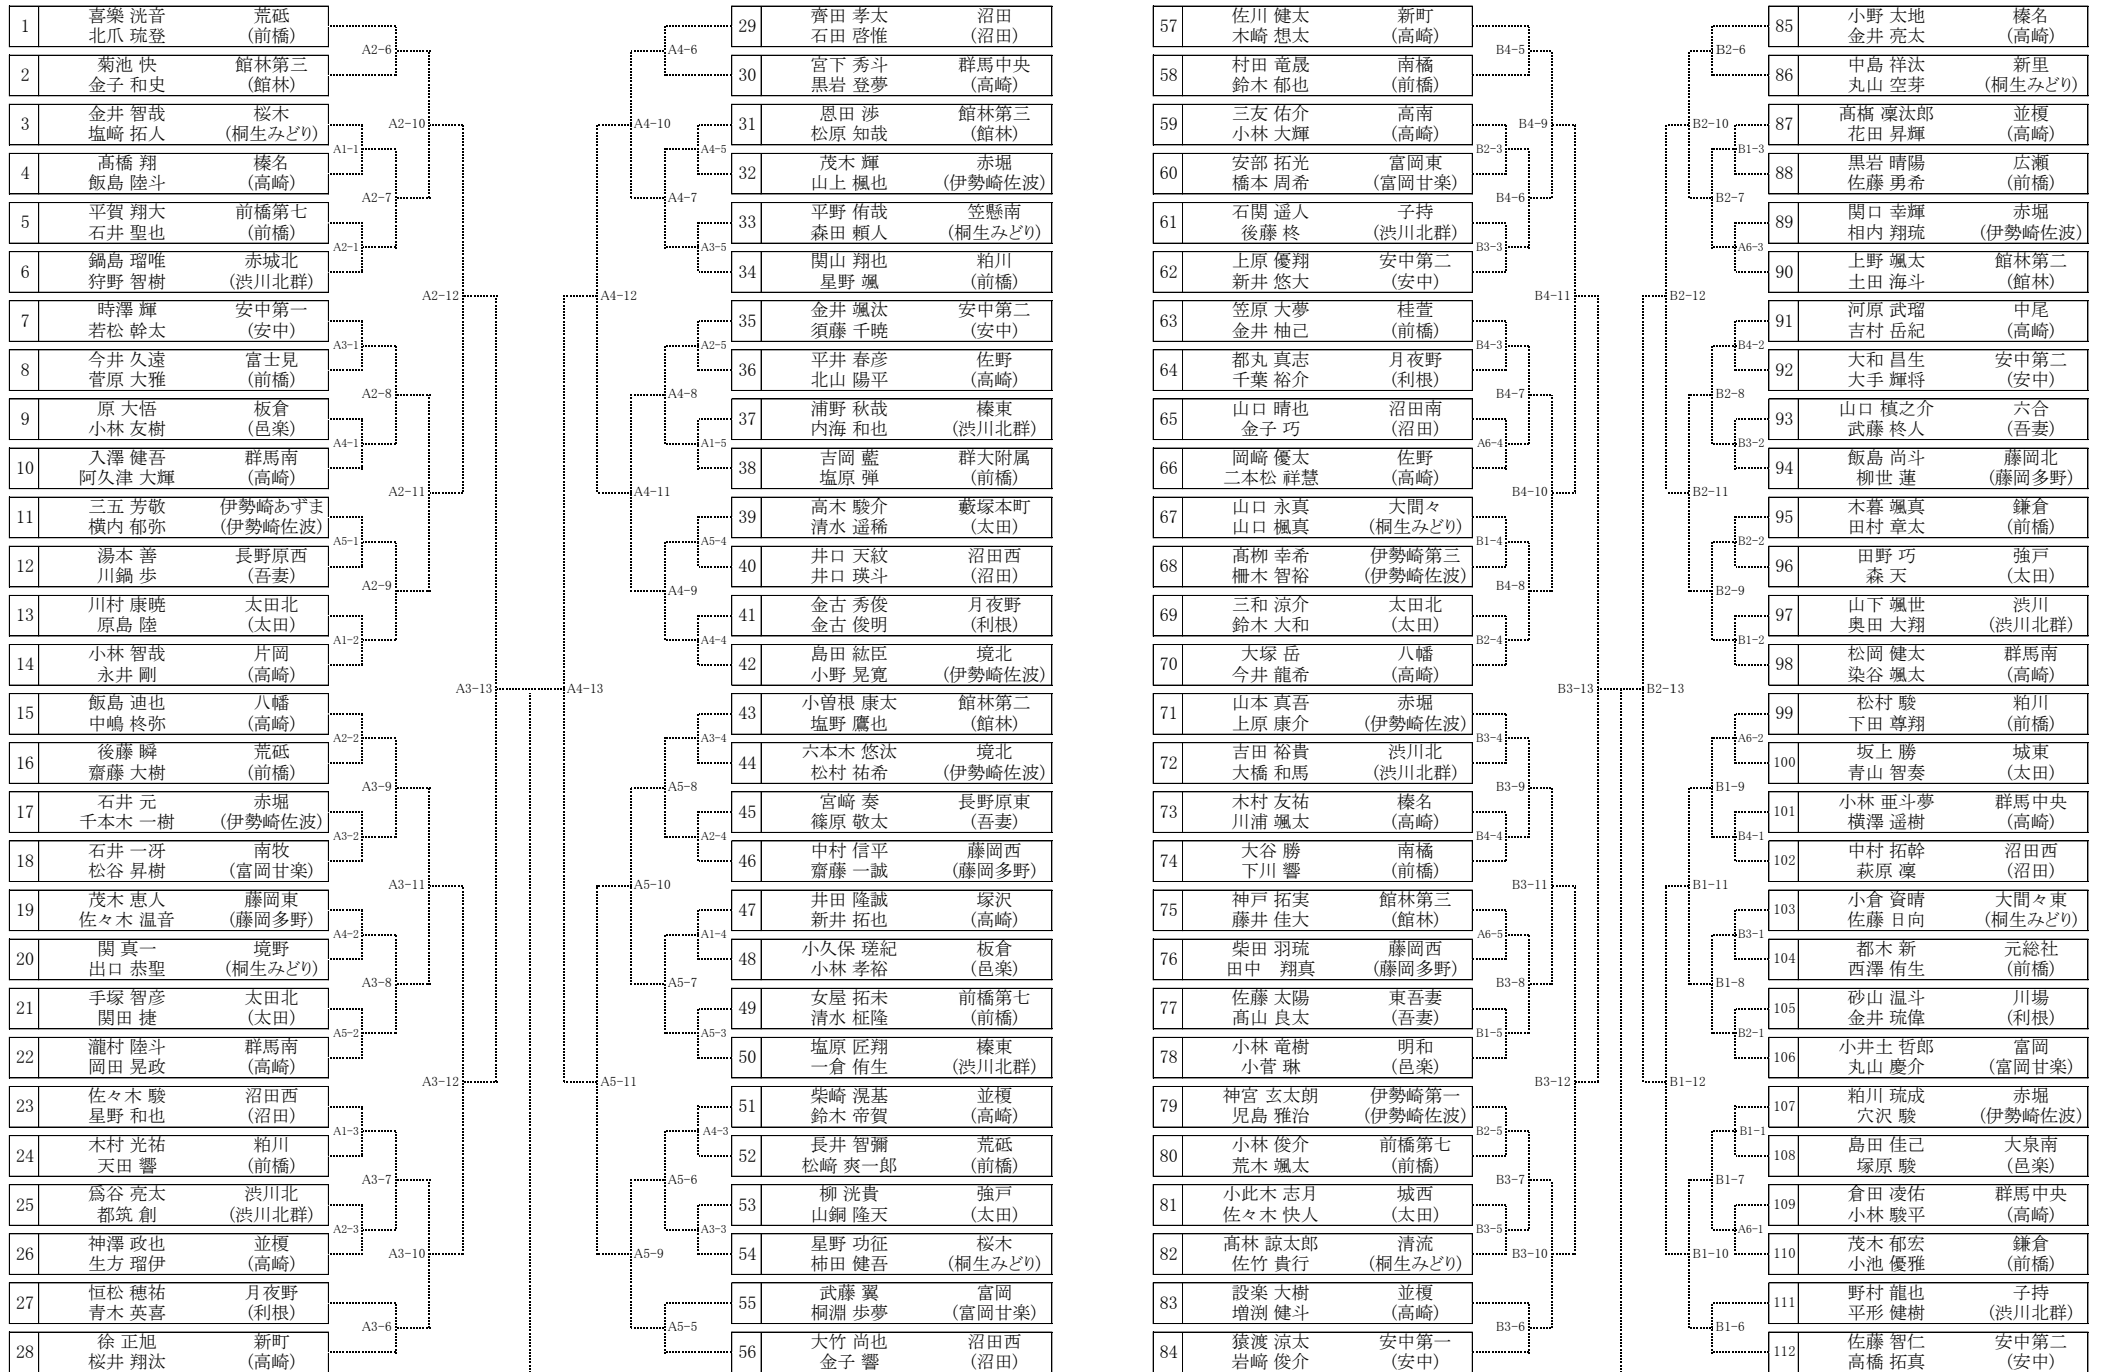 1 喜樂 洸音 荒砥
北爪 琉登 (前橋)
2 菊池 快 館林第三
金子 和史 (館林)
3 金井 智哉 桜木
塩﨑 拓人 (桐生みどり)
4 髙橋 翔 榛名
飯島 陸斗 (高崎)
5 平賀 翔大 前橋第七
石井 聖也 (前橋)
6 鍋島 瑠唯 赤城北
狩野 智樹 (渋川北群)
7 時澤 輝 安中第一
若松 幹太 (安中)
8 今井 久遠 富士見
菅原 大雅 (前橋)
9 原 大悟 板倉
小林 友樹 (邑楽)
10 入澤 健吾 群馬南
阿久津 大輝 (高崎)
11 三五 芳敬 伊勢崎あずま
横内 郁弥 (伊勢崎佐波)
12 湯本 善 長野原西
川鍋 歩 (吾妻)
13 川村 康暁 太田北
原島 陸 (太田)
14 小林 智哉 片岡
永井 剛 (高崎)
15 飯島 迪也 八幡
中嶋 柊弥 (高崎)
16 後藤 瞬 荒砥
齋藤 大樹 (前橋)
17 石井 元 赤堀
千本木 一樹 (伊勢崎佐波)
18 石井 一冴 南牧
松谷 昇樹 (富岡甘楽)
19 茂木 恵人 藤岡東
佐々木 温音 (藤岡多野)
20 関 真一 境野
出口 恭聖 (桐生みどり)
21 手塚 智彦 太田北
関田 捷 (太田)
22 瀧村 陸斗 群馬南
岡田 晃政 (高崎)
23 佐々木 駿 沼田西
星野 和也 (沼田)
24 木村 光祐 粕川
天田 響 (前橋)
25 爲谷 亮太 渋川北
都筑 創 (渋川北群)
26 神澤 政也 並榎
生方 瑠伊 (高崎)
27 恒松 穂祐 月夜野
青木 英喜 (利根)
28 徐 正旭 新町
桜井 翔汰 (高崎)
A2-6
A2-10
A1-1
A2-7
A2-1
A2-12
A3-1
A2-8
A4-1
A2-11
A5-1
A2-9
A1-2
A3-13
A2-2
A3-9
A3-2
A3-11
A4-2
A3-8
A5-2
A3-12
A1-3
A3-7
A2-3
A3-10
A3-6
A4-6
A4-10
A4-5
A4-7
A3-5
A4-12
A2-5
A4-8
A1-5
A4-11
A5-4
A4-9
A4-4
A4-13
A3-4
A5-8
A2-4
A5-10
A1-4
A5-7
A5-3
A5-11
A4-3
A5-6
A3-3
A5-9
A5-5
29 齊田 孝太 沼田
石田 啓惟 (沼田)
30 宮下 秀斗 群馬中央
黒岩 登夢 (高崎)
31 恩田 渉 館林第三
松原 知哉 (館林)
32 茂木 輝 赤堀
山上 楓也 (伊勢崎佐波)
33 平野 侑哉 笠懸南
森田 頼人 (桐生みどり)
34 関山 翔也 粕川
星野 颯 (前橋)
35 金井 颯汰 安中第二
須藤 千暁 (安中)
36 平井 春彦 佐野
北山 陽平 (高崎)
37 浦野 秋哉 榛東
内海 和也 (渋川北群)
38 吉岡 藍 群大附属
塩原 弾 (前橋)
39 高木 駿介 藪塚本町
清水 遥稀 (太田)
40 井口 天紋 沼田西
井口 瑛斗 (沼田)
41 金古 秀俊 月夜野
金古 俊明 (利根)
42 島田 紘臣 境北
小野 晃寛 (伊勢崎佐波)
43 小曽根 康太 館林第二
塩野 鷹也 (館林)
44 六本木 悠汰 境北
松村 祐希 (伊勢崎佐波)
45 宮﨑 奏 長野原東
篠原 敬太 (吾妻)
46 中村 信平 藤岡西
齋藤 一誠 (藤岡多野)
47 井田 隆誠 塚沢
新井 拓也 (高崎)
48 小久保 瑳紀 板倉
小林 孝裕 (邑楽)
49 女屋 拓未 前橋第七
清水 柾隆 (前橋)
50 塩原 匠翔 榛東
一倉 侑生 (渋川北群)
51 柴崎 滉基 並榎
鈴木 帝賀 (高崎)
52 長井 智彌 荒砥
松﨑 爽一郎 (前橋)
53 柳 洸貴 強戸
山銅 隆天 (太田)
54 星野 功征 桜木
柿田 健吾 (桐生みどり)
55 武藤 翼 富岡
桐淵 歩夢 (富岡甘楽)
56 大竹 尚也 沼田西
金子 響 (沼田)
57 佐川 健太 新町
木崎 想太 (高崎)
58 村田 竜晟 南橘
鈴木 郁也 (前橋)
59 三友 佑介 高南
小林 大輝 (高崎)
60 安部 拓光 富岡東
橋本 周希 (富岡甘楽)
61 石関 遥人 子持
後藤 柊 (渋川北群)
62 上原 優翔 安中第二
新井 悠大 (安中)
63 笠原 大夢 桂萱
金井 柚己 (前橋)
64 都丸 真志 月夜野
千葉 裕介 (利根)
65 山口 晴也 沼田南
金子 巧 (沼田)
66 岡﨑 優太 佐野
二本松 祥慧 (高崎)
67 山口 永真 大間々
山口 楓真 (桐生みどり)
68 髙栁 幸希 伊勢崎第三
柵木 智裕 (伊勢崎佐波)
69 三和 涼介 太田北
鈴木 大和 (太田)
70 大塚 岳 八幡
今井 龍希 (高崎)
71 山本 真吾 赤堀
上原 康介 (伊勢崎佐波)
72 吉田 裕貴 渋川北
大橋 和馬 (渋川北群)
73 木村 友祐 榛名
川浦 颯太 (高崎)
74 大谷 勝 南橘
下川 響 (前橋)
75 神戸 拓実 館林第三
藤井 佳大 (館林)
76 柴田 羽琉 藤岡西
田中 翔真 (藤岡多野)
77 佐藤 太陽 東吾妻
髙山 良太 (吾妻)
78 小林 竜樹 明和
小菅 琳 (邑楽)
79 神宮 玄太朗 伊勢崎第一
児島 雅治 (伊勢崎佐波)
80 小林 俊介 前橋第七
荒木 颯太 (前橋)
81 小此木 志月 城西
佐々木 快人 (太田)
82 髙林 諒太郎 清流
佐竹 貴行 (桐生みどり)
83 設楽 大樹 並榎
増渕 健斗 (高崎)
84 猿渡 涼太 安中第一
岩﨑 俊介 (安中)
B4-5
B4-9
B2-3
B4-6
B3-3
B4-11
B4-3
B4-7
A6-4
B4-10
B1-4
B4-8
B2-4
B3-13
B3-4
B3-9
B4-4
B3-11
A6-5
B3-8
B1-5
B3-12
B2-5
B3-7
B3-5
B3-10
B3-6
B2-6
B2-10
B1-3
B2-7
A6-3
B2-12
B4-2
B2-8
B3-2
B2-11
B2-2
B2-9
B1-2
B2-13
A6-2
B1-9
B4-1
B1-11
B3-1
B1-8
B2-1
B1-12
B1-1
B1-7
A6-1
B1-10
B1-6
85 小野 太地 榛名
金井 亮太 (高崎)
86 中島 祥汰 新里
丸山 空芽 (桐生みどり)
87 髙橋 凜太郎 並榎
花田 昇輝 (高崎)
88 黒岩 晴陽 広瀬
佐藤 勇希 (前橋)
89 関口 幸輝 赤堀
相内 翔琉 (伊勢崎佐波)
90 上野 颯太 館林第二
土田 海斗 (館林)
91 河原 武瑠 中尾
吉村 岳紀 (高崎)
92 大和 昌生 安中第二
大手 輝将 (安中)
93 山口 槙之介 六合
武藤 柊人 (吾妻)
94 飯島 尚斗 藤岡北
柳世 蓮 (藤岡多野)
95 木暮 颯真 鎌倉
田村 章太 (前橋)
96 田野 巧 強戸
森 天 (太田)
97 山下 颯世 渋川
奥田 大翔 (渋川北群)
98 松岡 健太 群馬南
染谷 颯太 (高崎)
99 松村 駿 粕川
下田 尊翔 (前橋)
100 坂上 勝 城東
青山 智奏 (太田)
101 小林 亜斗夢 群馬中央
横澤 遥樹 (高崎)
102 中村 拓幹 沼田西
萩原 凜 (沼田)
103 小倉 資晴 大間々東
佐藤 日向 (桐生みどり)
104 都木 新 元総社
西澤 侑生 (前橋)
105 砂山 温斗 川場
金井 琉偉 (利根)
106 小井土 哲郎 富岡
丸山 慶介 (富岡甘楽)
107 粕川 琉成 赤堀
穴沢 駿 (伊勢崎佐波)
108 島田 佳己 大泉南
塚原 駿 (邑楽)
109 倉田 凌佑 群馬中央
小林 駿平 (高崎)
110 茂木 郁宏 鎌倉
小池 優雅 (前橋)
111 野村 龍也 子持
平形 健樹 (渋川北群)
112 佐藤 智仁 安中第二
高橋 拓真 (安中)